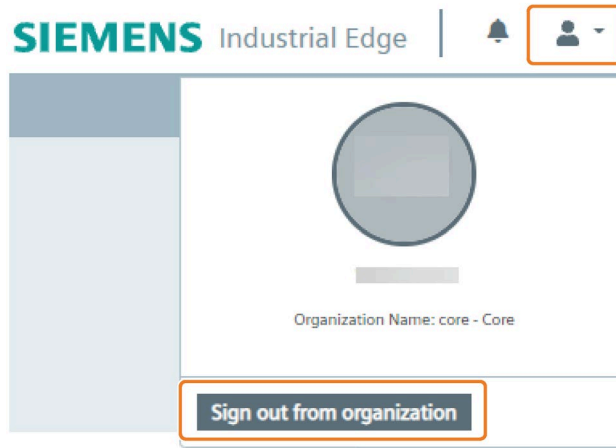 SIEMENS Industrial Edge
Organization Name: core - Core
Sign out from organization